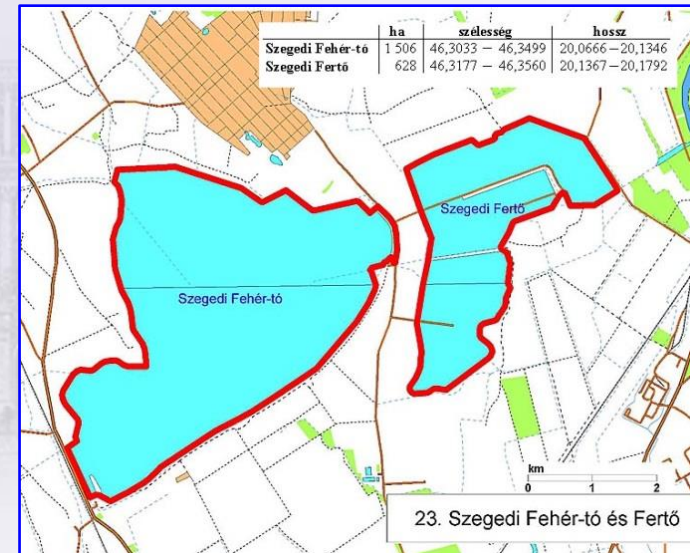 ha szélesség hossz
Szegedi Fehér-tó 1 506 46,3033 – 46,3499 20,0666–20,1346
Szegedi Fertő 628 46,3177 – 46,3560 20,1367–20,1792
Szegedi Fertő
Szegedi Fehér-tó
km
0 1 2
23. Szegedi Fehér-tó és Fertő